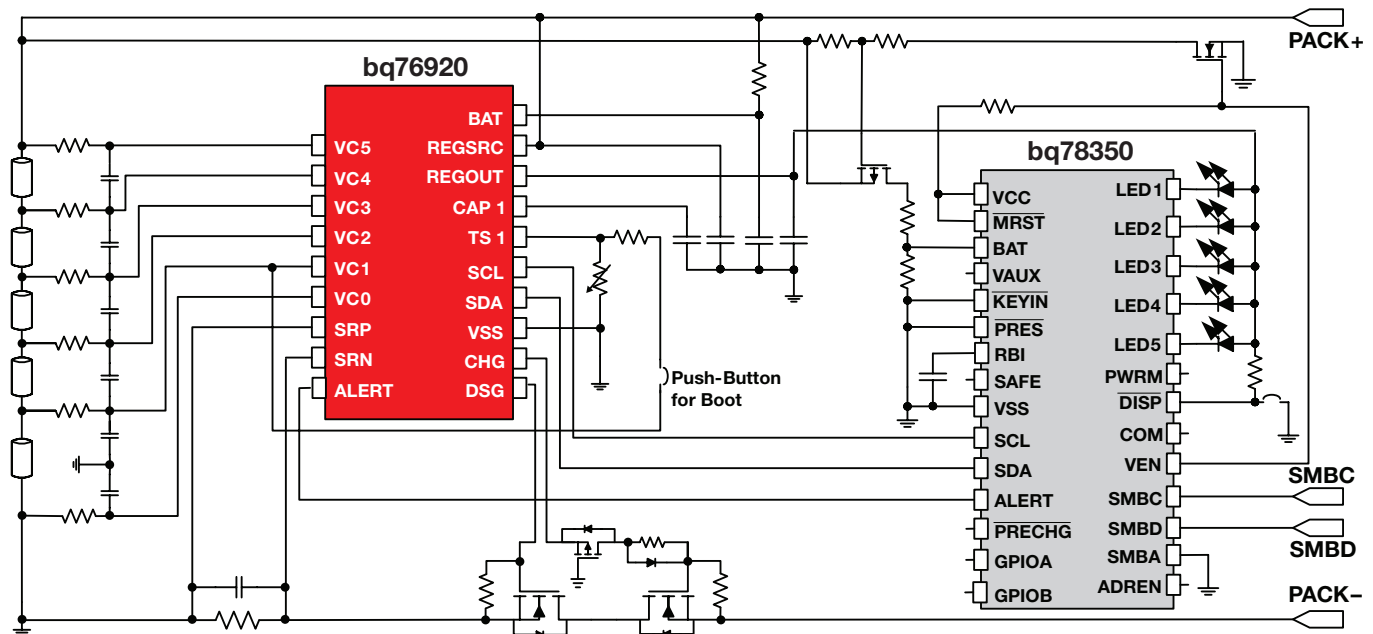 PACK+
bq76920
BAT
REGSRC
REGOUT
CAP 1
TS 1
SCL
SDA
VSS
CHG
DSG
VC5
VC4
VC3
VC2
VC1
VC0
SRP
SRN
ALERT
Push-Button
for Boot
bq78350
VCC
MRST
BAT
VAUX
KEYIN
PRES
RBI
SAFE
VSS
SCL
SDA
ALERT
PRECHG
GPIOA
GPIOB
LED1
LED2
LED3
LED4
LED5
PWRM
DISP
COM
VEN
SMBC
SMBD
SMBA
ADREN
SMBC
SMBD
PACK–